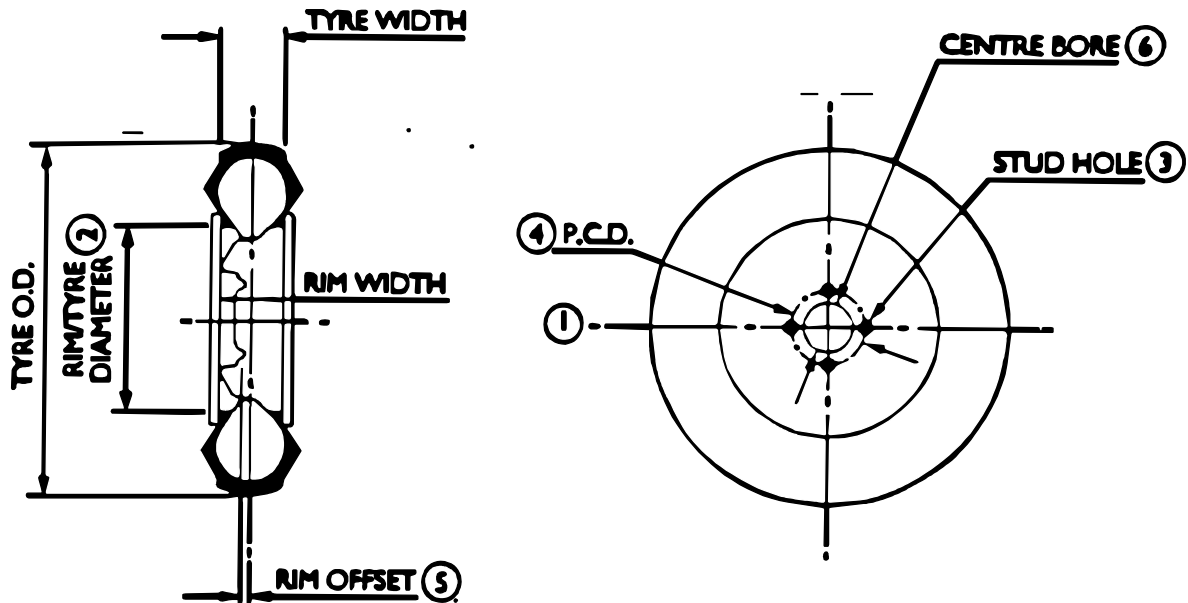 TYRE WIDTH
CENTRE BORE 6
STUD HOLE 3
4 P.C.D.
TYRE O.D.
RIM/TYRE 2
DIAMETER
RIM WIDTH
1
RIM OFFSET 5